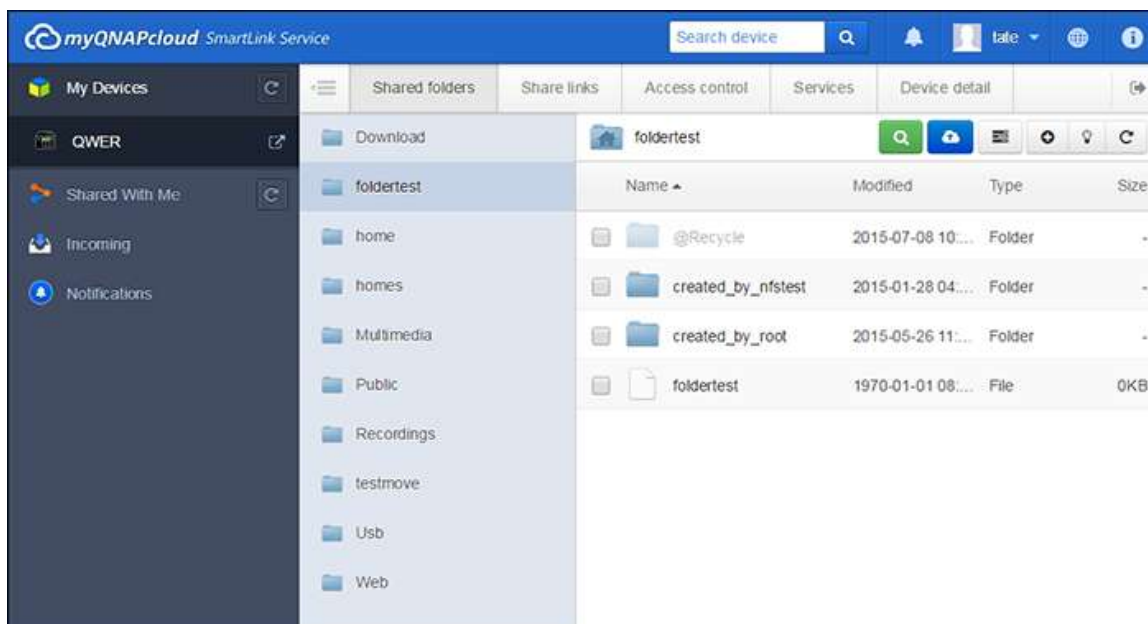 myQNAPcloud SmartLink Service
Search device
tate
My Devices
Shared folders
Share links
Access control
Services
Device detail
QWER
Shared With Me
Incoming
Notifications
Download
foldertest
home
homes
Multimedia
Public
Recordings
testmove
Usb
Web
foldertest
Name Modified Type Size
@Recycle 2015-07-08 10:... Folder -
created_by_nfstest 2015-01-28 04:... Folder -
created_by_root 2015-05-26 11:... Folder -
foldertest 1970-01-01 08:... File 0KB